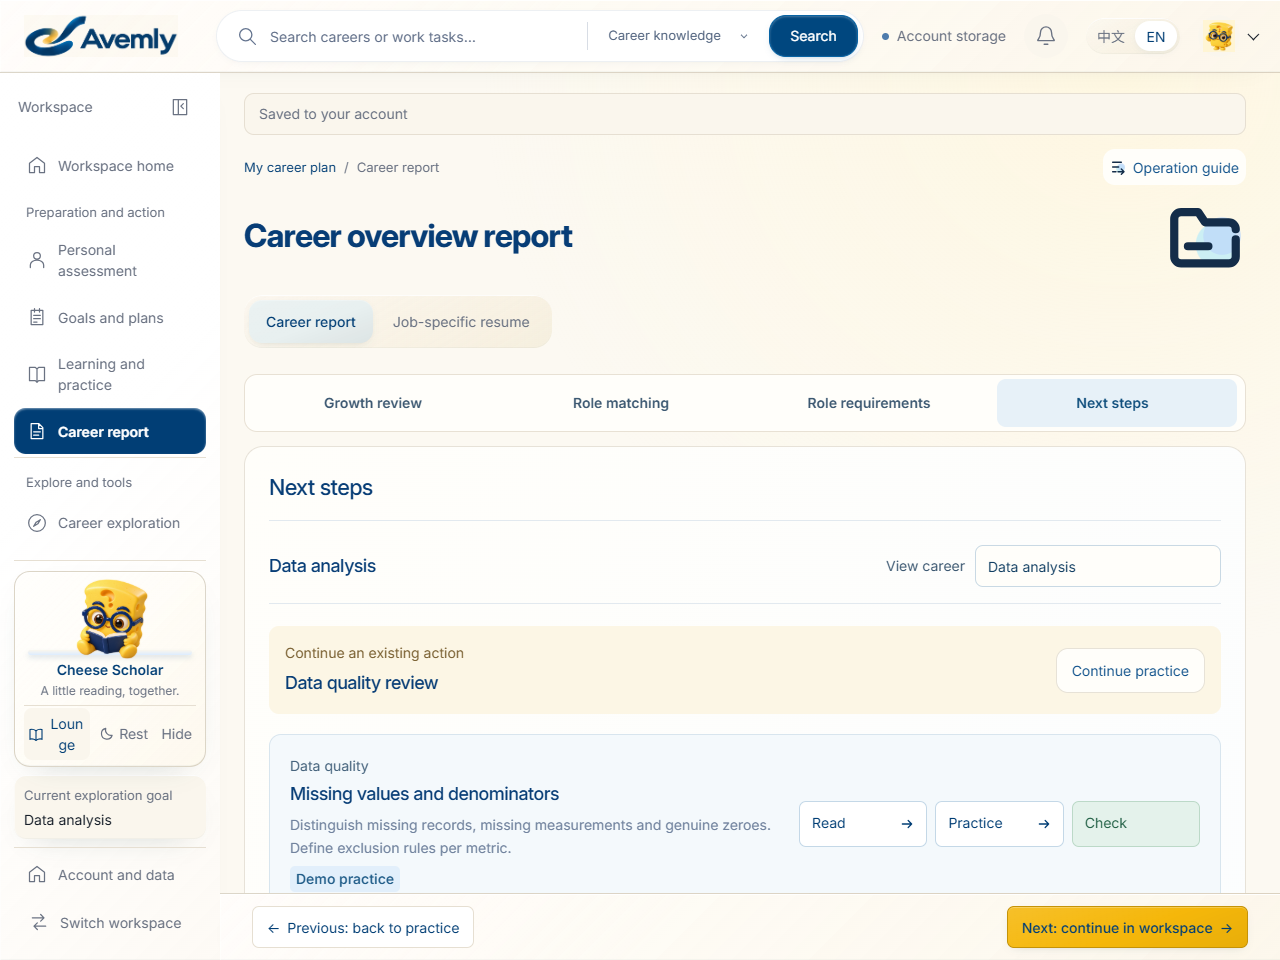 Avemly
Search careers or work tasks...
Career knowledge
Search
Account storage
中文
EN
Workspace
Workspace home
Preparation and action
Personal
assessment
Goals and plans
Learning and
practice
Career report
Explore and tools
Career exploration
Cheese Scholar
A little reading, together.
Loun
ge
Rest
Hide
Current exploration goal
Data analysis
Account and data
Switch workspace
Saved to your account
My career plan / Career report
Operation guide
Career overview report
Career report
Job-specific resume
Growth review
Role matching
Role requirements
Next steps
Next steps
Data analysis
View career
Data analysis
Continue an existing action
Data quality review
Continue practice
Data quality
Missing values and denominators
Distinguish missing records, missing measurements and genuine zeroes.
Define exclusion rules per metric.
Demo practice
Read →
Practice →
Check
← Previous: back to practice
Next: continue in workspace →